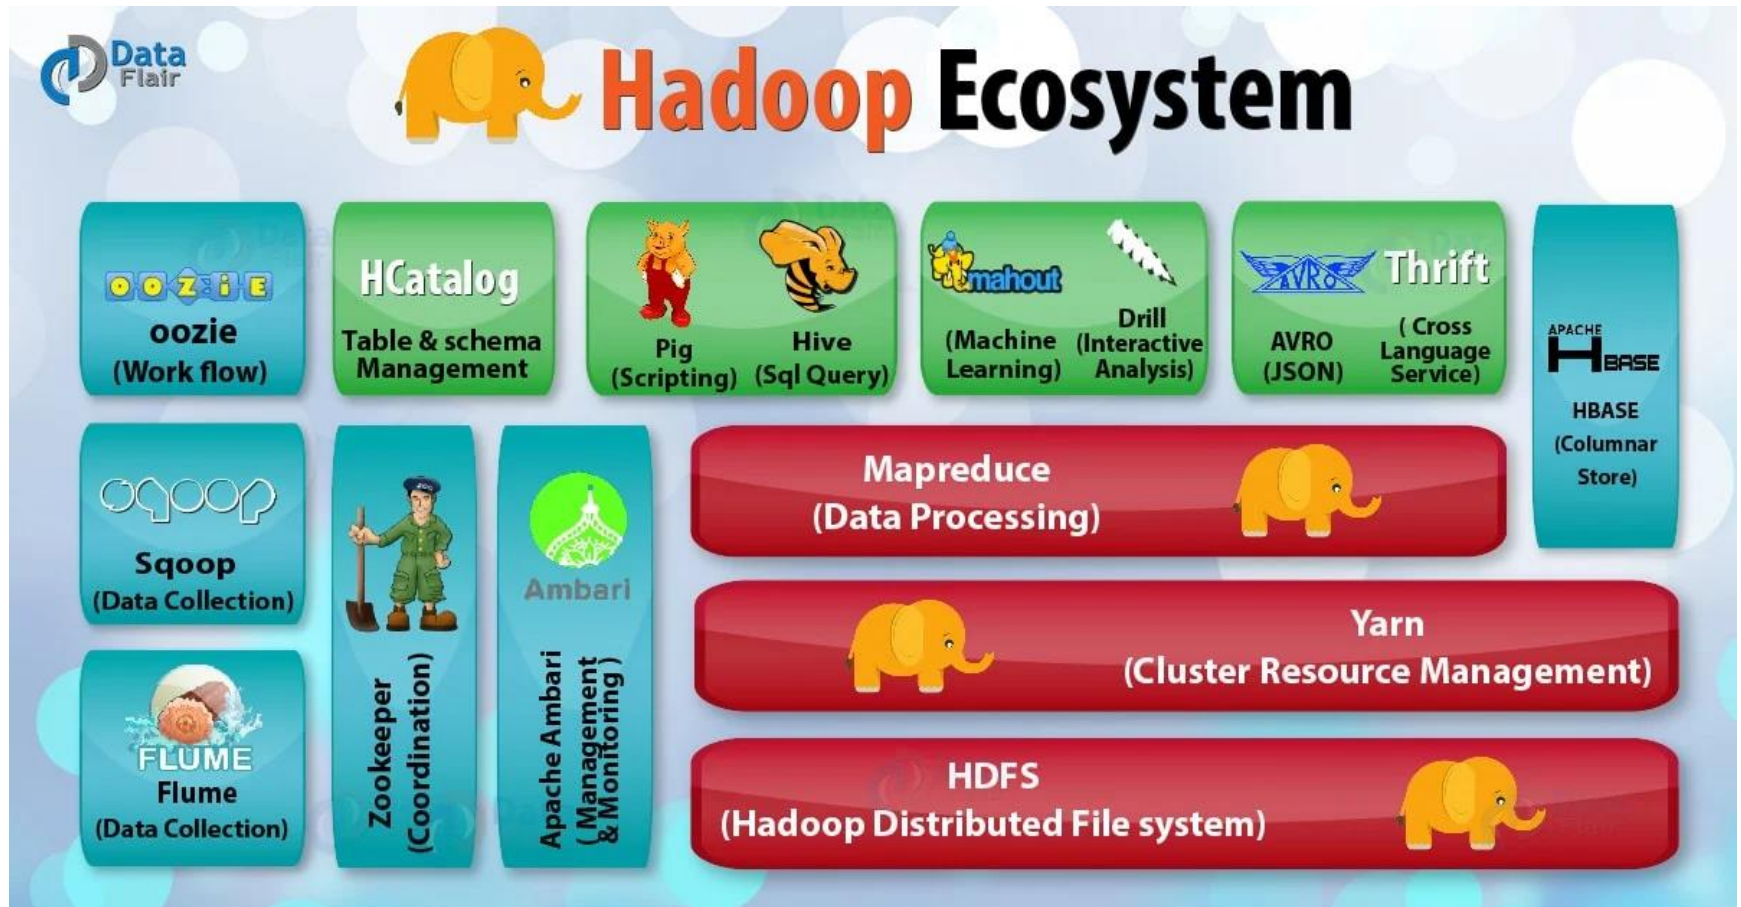 Data
Flair
Hadoop Ecosystem
OOZIE
oozie
(Work flow)
HCatalog
Table & schema
Management
Pig
(Scripting)
Hive
(Sql Query)
mahout
(Machine
Learning)
Drill
(Interactive
Analysis)
AVRO
AVRO
(JSON)
Thrift
( Cross
Language
Service)
APACHE
HBASE
HBASE
(Columnar
Store)
sqoop
Sqoop
(Data Collection)
Zookeeper
(Coordination)
Ambari
Apache Ambari
( Management
& Monitoring )
Mapreduce
(Data Processing)
Yarn
(Cluster Resource Management)
FLUME
Flume
(Data Collection)
HDFS
(Hadoop Distributed File system)